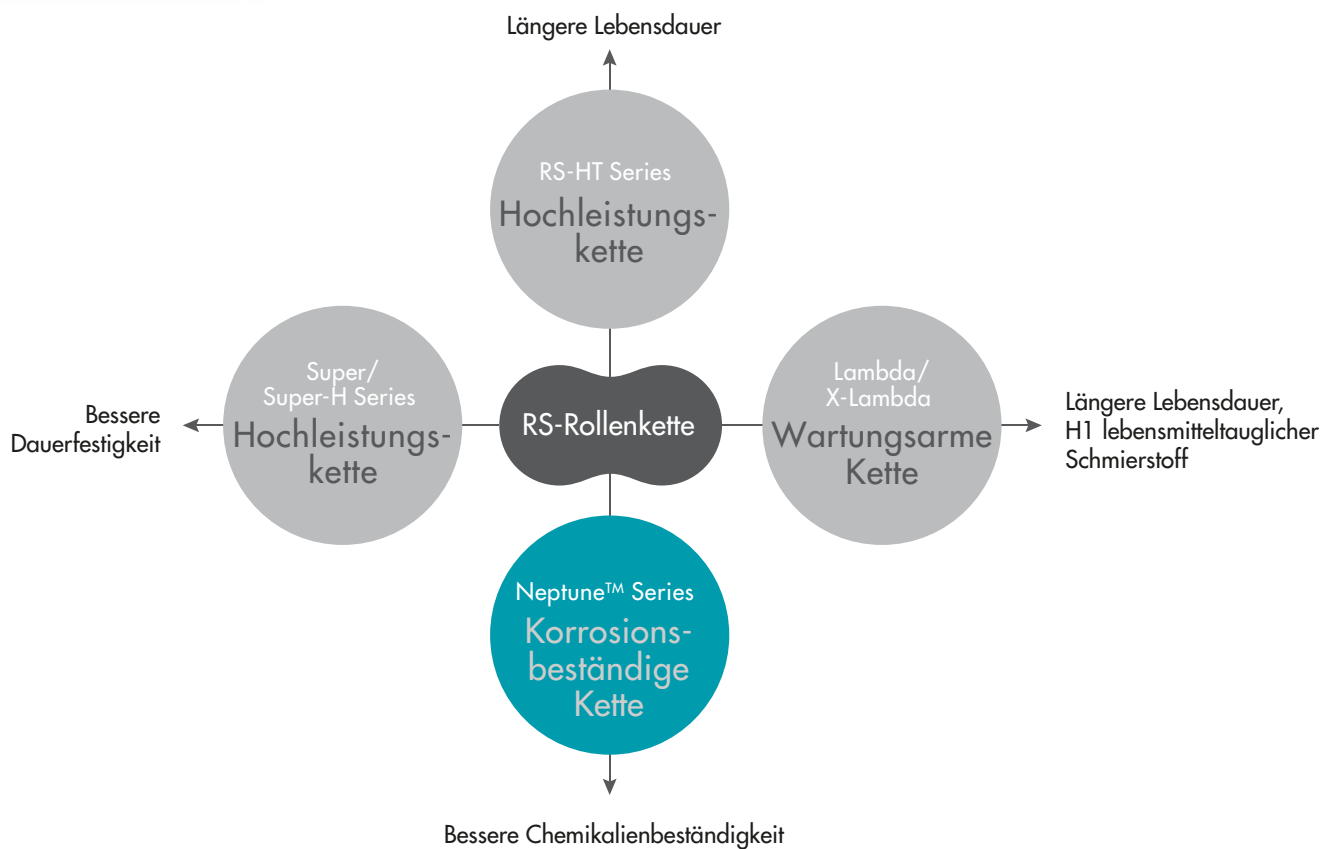 Längere Lebensdauer
RS-HT Series
Hochleistungs-
kette
Super/
Super-H Series
Hochleistungs-
kette
Bessere
Dauerfestigkeit
RS-Rollenkette
Lambda/
X-Lambda
Wartungsarme
Kette
Längere Lebensdauer,
H1 lebensmitteltauglicher
Schmierstoff
Neptune™ Series
Korrosions-
beständige
Kette
Bessere Chemikalienbeständigkeit